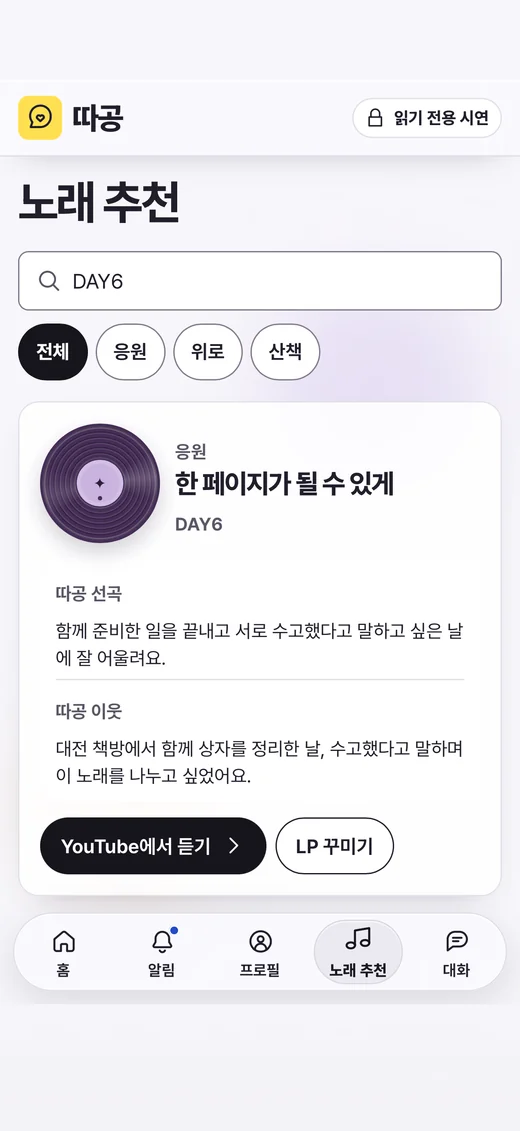 따공
읽기 전용 시연
노래 추천
DAY6
전체
응원
위로
산책
응원
한 페이지가 될 수 있게
DAY6
따공 선곡
함께 준비한 일을 끝내고 서로 수고했다고 말하고 싶은 날
에 잘 어울려요.
따공 이웃
대전 책방에서 함께 상자를 정리한 날, 수고했다고 말하며
이 노래를 나누고 싶었어요.
YouTube에서 듣기
LP 꾸미기
홈
알림
프로필
노래 추천
대화